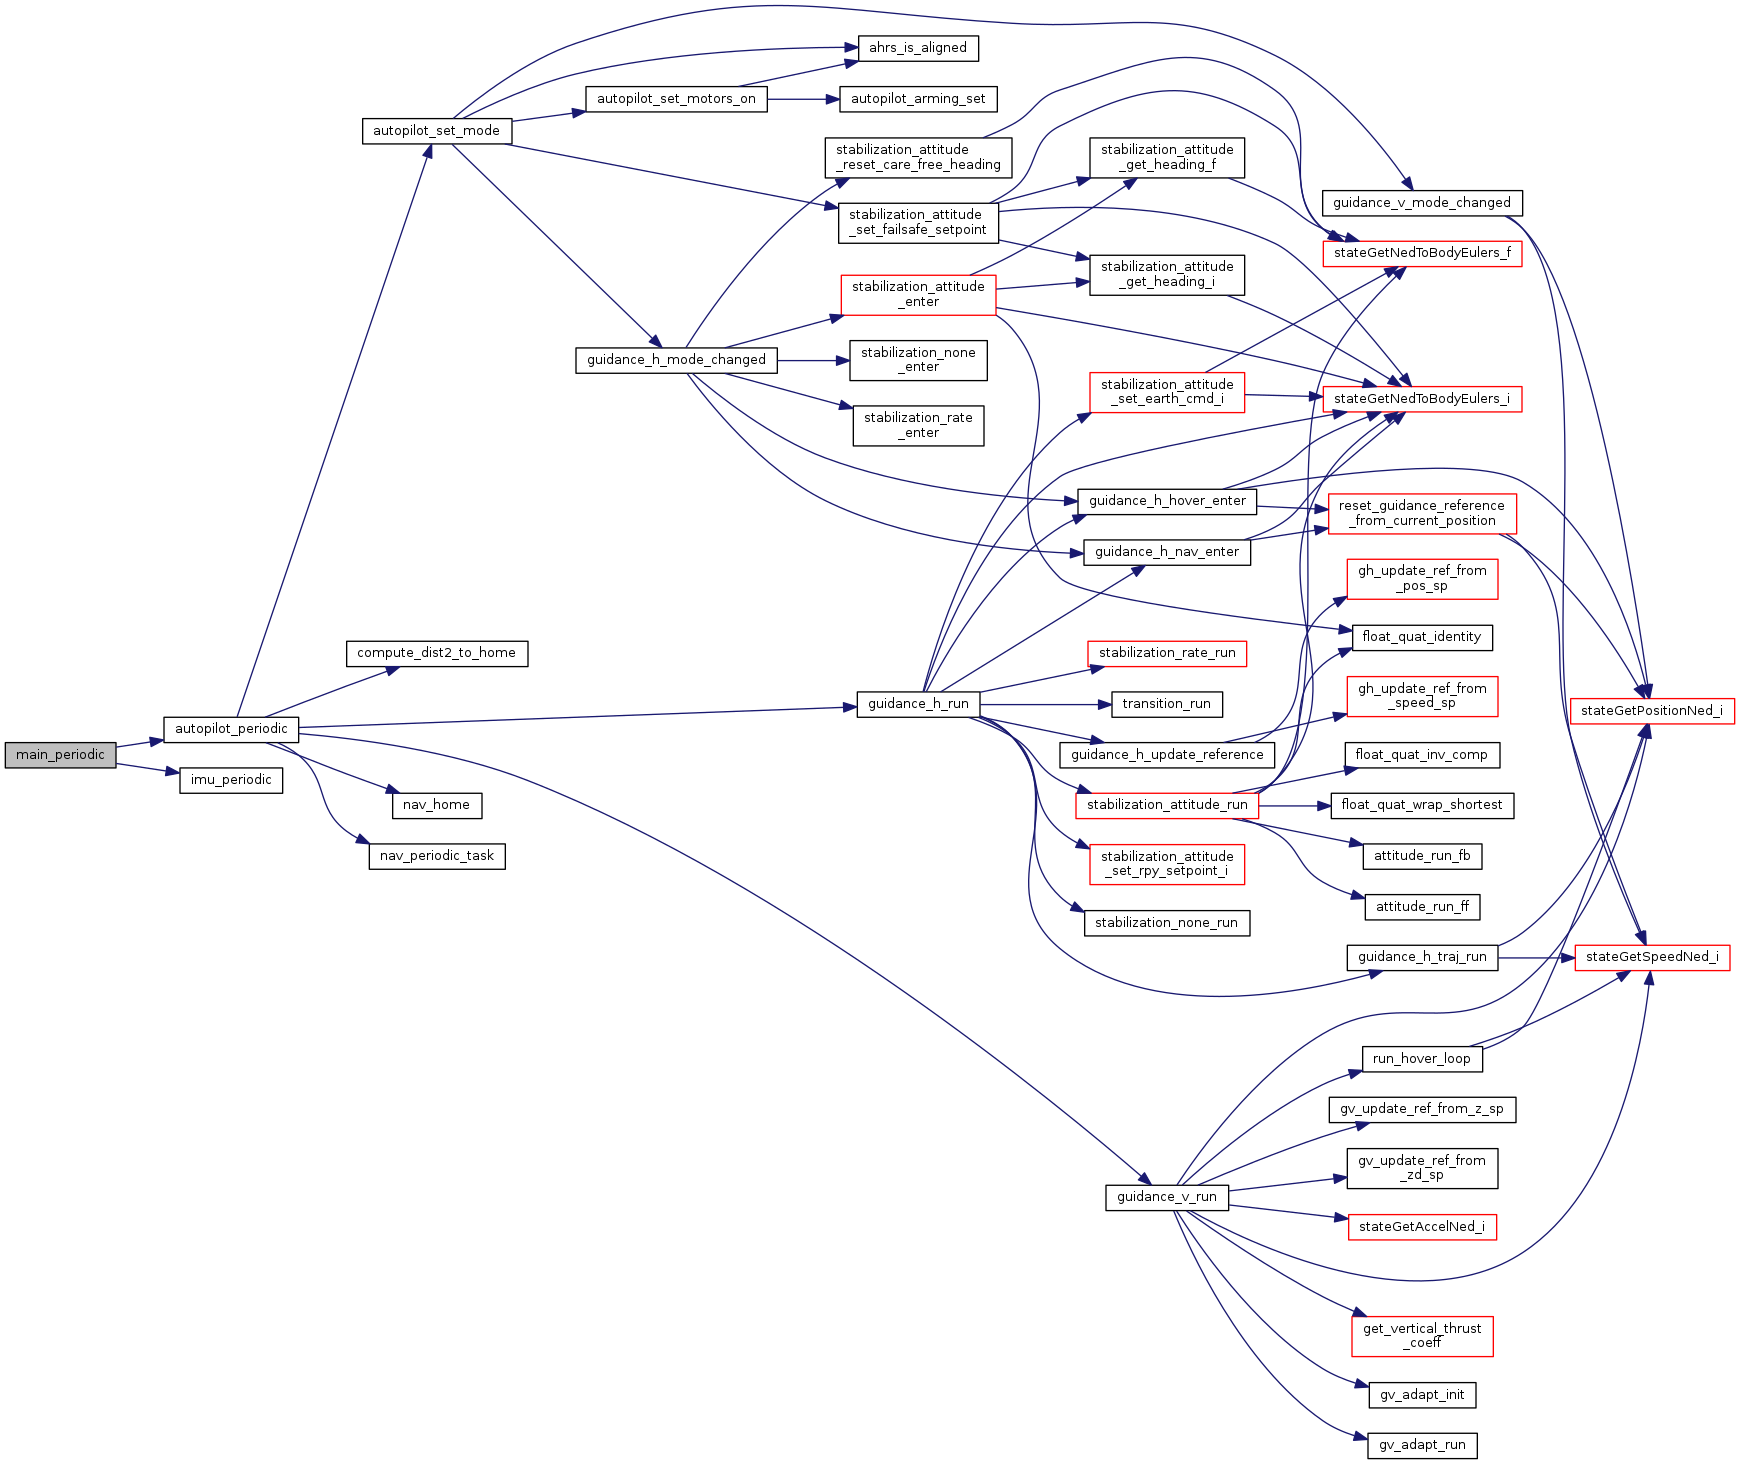 main_periodic
autopilot_periodic
imu_periodic
autopilot_set_mode
compute_dist2_to_home
nav_home
nav_periodic_task
autopilot_set_motors_on
guidance_h_mode_changed
ahrs_is_aligned
autopilot_arming_set
stabilization_attitude
_reset_care_free_heading
stabilization_attitude
_set_failsafe_setpoint
stabilization_attitude
_enter
stabilization_none
_enter
stabilization_rate
_enter
guidance_h_run
stabilization_attitude
_get_heading_f
stabilization_attitude
_get_heading_i
stabilization_attitude
_set_earth_cmd_i
guidance_h_hover_enter
guidance_h_nav_enter
stabilization_rate_run
transition_run
guidance_h_update_reference
stabilization_attitude_run
stabilization_attitude
_set_rpy_setpoint_i
stabilization_none_run
guidance_v_run
guidance_v_mode_changed
stateGetNedToBodyEulers_f
stateGetNedToBodyEulers_i
reset_guidance_reference
_from_current_position
gh_update_ref_from
_pos_sp
float_quat_identity
gh_update_ref_from
_speed_sp
float_quat_inv_comp
float_quat_wrap_shortest
attitude_run_fb
attitude_run_ff
guidance_h_traj_run
run_hover_loop
gv_update_ref_from_z_sp
gv_update_ref_from
_zd_sp
stateGetAccelNed_i
get_vertical_thrust
_coeff
gv_adapt_init
gv_adapt_run
stateGetPositionNed_i
stateGetSpeedNed_i